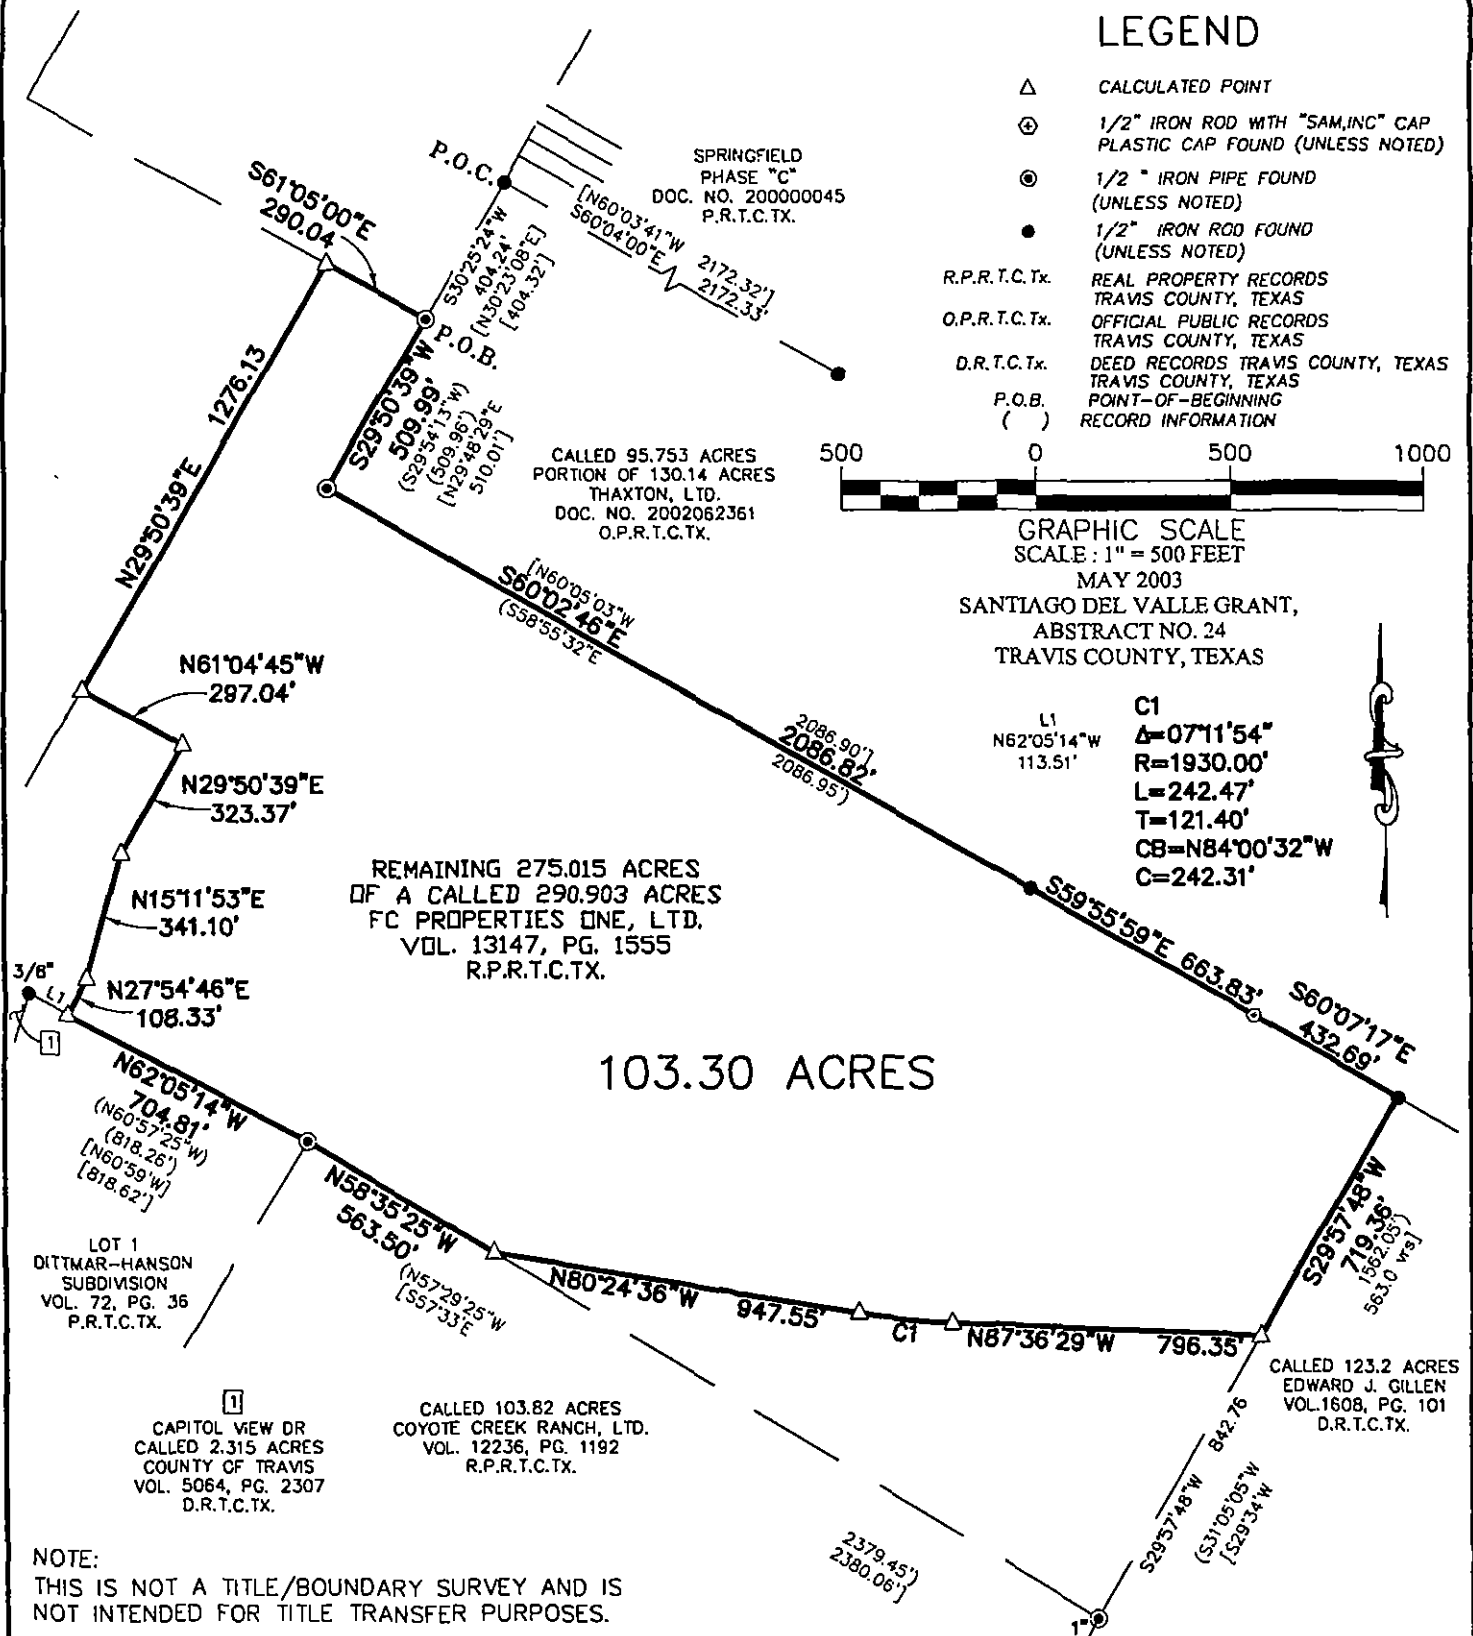 LEGEND
CALCULATED POINT
1/2" IRON ROD WITH "SAM,INC" CAP
PLASTIC CAP FOUND (UNLESS NOTED)
1/2 " IRON PIPE FOUND
(UNLESS NOTED)
1/2" IRON ROD FOUND
(UNLESS NOTED)
R.P.R.T.C.Tx. REAL PROPERTY RECORDS
TRAVIS COUNTY, TEXAS
O.P.R.T.C.Tx. OFFICIAL PUBLIC RECORDS
TRAVIS COUNTY, TEXAS
D.R.T.C.Tx. DEED RECORDS TRAVIS COUNTY, TEXAS
TRAVIS COUNTY, TEXAS
P.O.B. POINT-OF-BEGINNING
( ) RECORD INFORMATION
500 0 500 1000
GRAPHIC SCALE
SCALE : 1" = 500 FEET
MAY 2003
SANTIAGO DEL VALLE GRANT,
ABSTRACT NO. 24
TRAVIS COUNTY, TEXAS
L1
N62°05'14"W
113.51'
C1
Δ=07°11'54"
R=1930.00'
L=242.47'
T=121.40'
CB=N84°00'32"W
C=242.31'
P.O.C.
SPRINGFIELD
PHASE "C"
DOC. NO. 200000045
P.R.T.C.TX.
[N60°03'41"W 2172.32']
S60°04'00"E 2172.33'
S61°05'00"E
290.04
S30°25'24"W
404.24'
[N30°23'08"E]
[404.32']
P.O.B.
S29°50'39"W
509.99'
(S29°54'13"W)
(509.96')
[N29°48'29"E
510.01']
CALLED 95.753 ACRES
PORTION OF 130.14 ACRES
THAXTON, LTD.
DOC. NO. 2002062361
O.P.R.T.C.TX.
N29°50'39"E 1276.13
[N60°05'03"W
S60°02'46"E
(S58°55'32"E
2086.90']
2086.82'
2086.95')
N61°04'45"W
297.04'
N29°50'39"E
323.37'
N15°11'53"E
341.10'
N27°54'46"E
108.33'
3/8"
L1
1
REMAINING 275.015 ACRES
OF A CALLED 290.903 ACRES
FC PROPERTIES ONE, LTD.
VOL. 13147, PG. 1555
R.P.R.T.C.TX.
103.30 ACRES
S59°55'59"E 663.83'
S60°07'17"E
432.69'
S29°57'48"W
719.36'
1562.05')
563.0 vrs]
N62°05'14"W
704.81'
(N60°57'25"W)
(818.26')
[N60°59'W]
[818.62']
N58°35'25"W
563.50'
(N57°29'25"W
[S57°33'E
N80°24'36"W 947.55'
C1
N87°36'29"W 796.35'
LOT 1
DITTMAR-HANSON
SUBDIVISION
VOL. 72, PG. 36
P.R.T.C.TX.
CALLED 123.2 ACRES
EDWARD J. GILLEN
VOL.1608, PG. 101
D.R.T.C.TX.
1
CAPITOL VIEW DR
CALLED 2.315 ACRES
COUNTY OF TRAVIS
VOL. 5064, PG. 2307
D.R.T.C.TX.
CALLED 103.82 ACRES
COYOTE CREEK RANCH, LTD.
VOL. 12236, PG. 1192
R.P.R.T.C.TX.
S29°57'48"W 842.76
(S31°05'05"W
[S29°34'W
2379.45')
2380.06']
1"
NOTE:
THIS IS NOT A TITLE/BOUNDARY SURVEY AND IS
NOT INTENDED FOR TITLE TRANSFER PURPOSES.